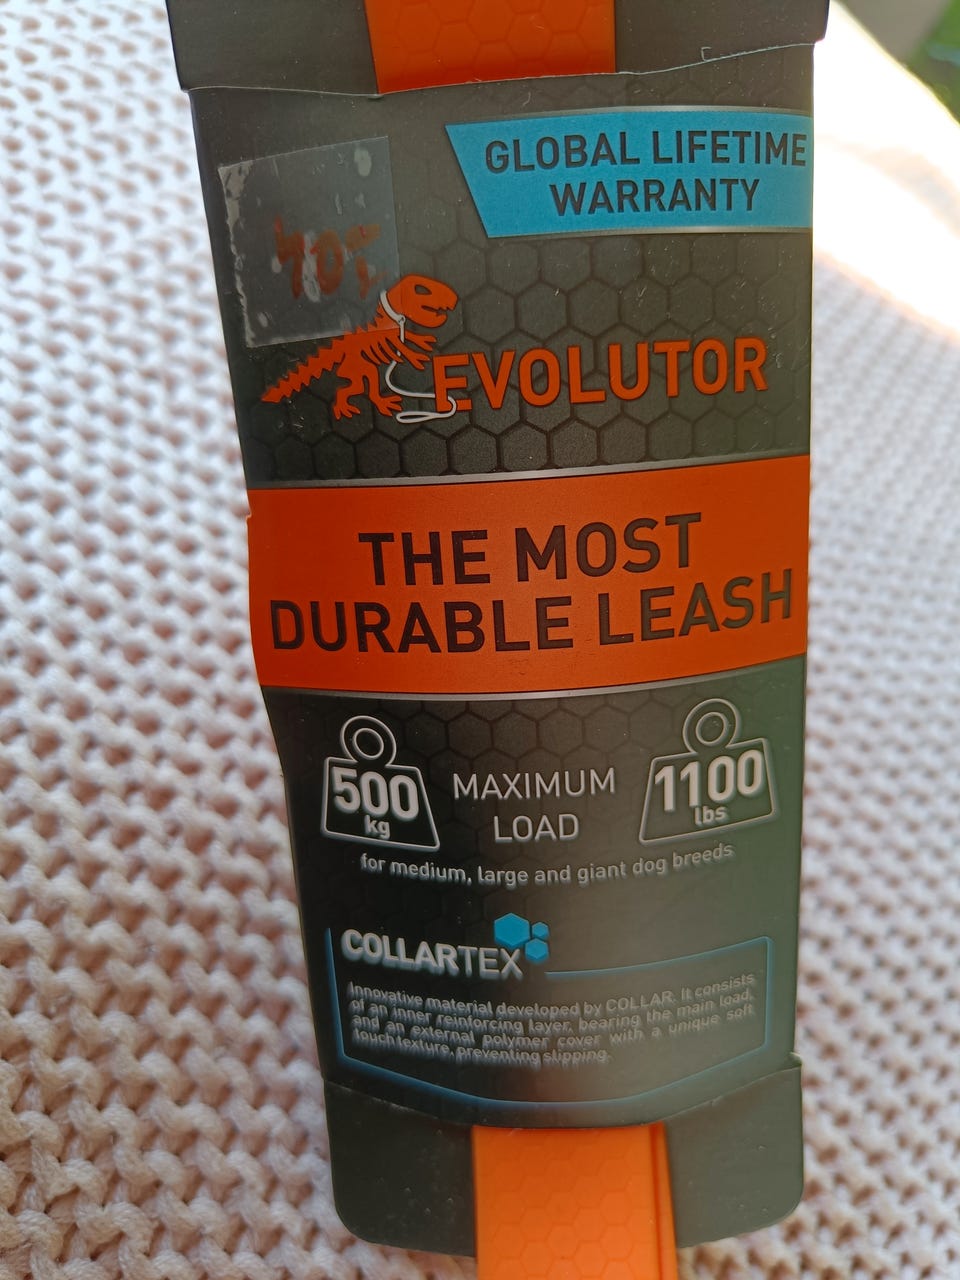 GLOBAL LIFETIME
WARRANTY
EVOLUTOR
THE MOST
DURABLE LEASH
500
kg
MAXIMUM
LOAD
1100
lbs
for medium, large and giant dog breeds
COLLARTEX
Innovative material developed by COLLAR. It consists
of an inner reinforcing layer, bearing the main load,
and an external polymer cover with a unique soft
touch texture, preventing slipping.